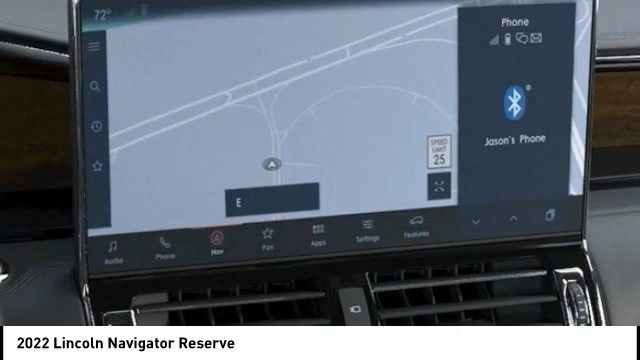 72°
Phone
Jason's Phone
SPEED
LIMIT
25
E
Audio
Phone
Nav
Fav
Apps
Settings
Features
2022 Lincoln Navigator Reserve